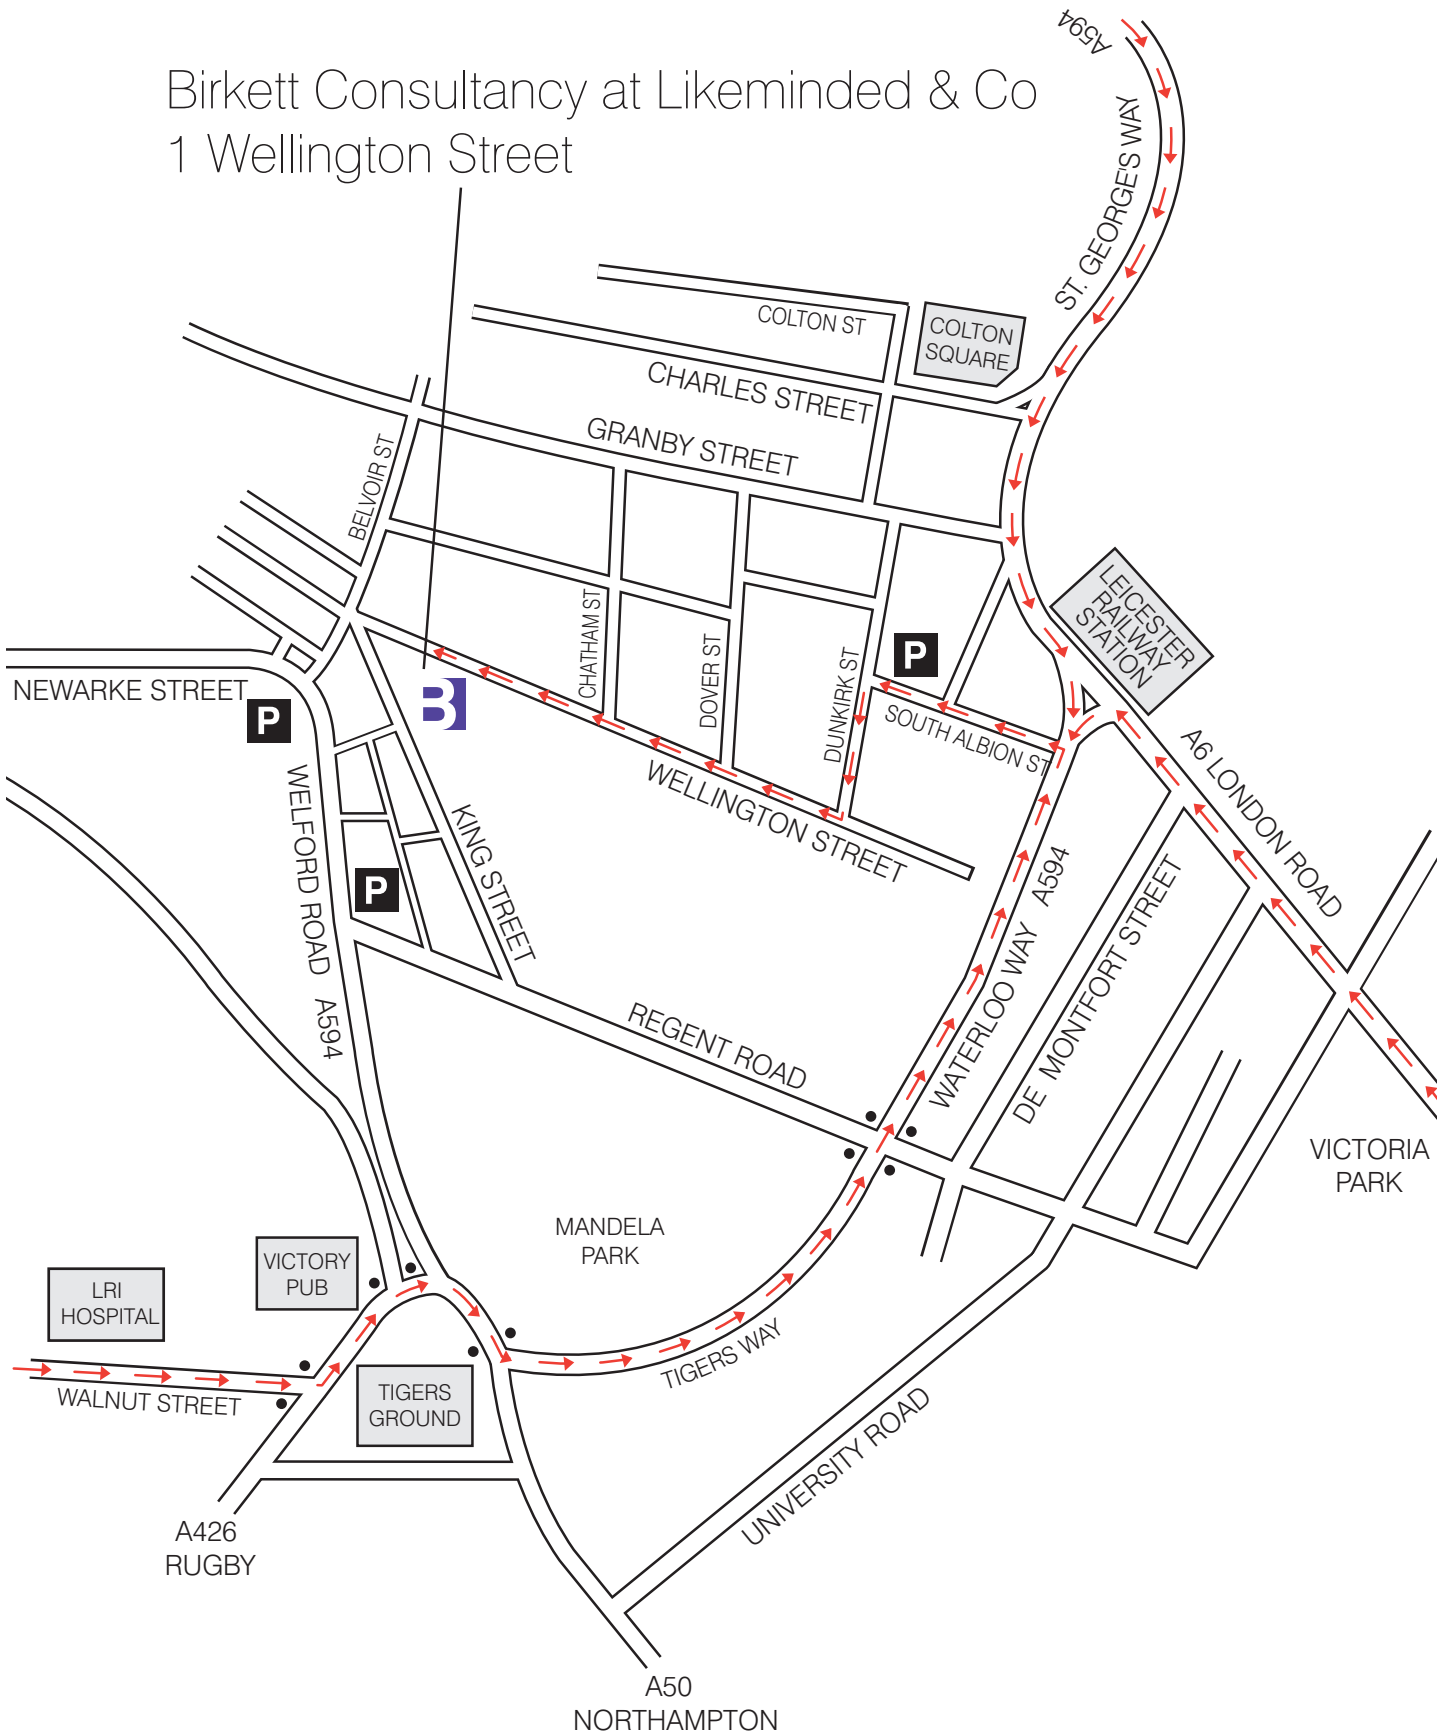 A594
Birkett Consultancy at Likeminded & Co
1 Wellington Street
ST. GEORGE'S WAY
COLTON ST
COLTON
SQUARE
CHARLES STREET
GRANBY STREET
BELVOIR ST
LEICESTER
RAILWAY
STATION
CHATHAM ST
DOVER ST
DUNKIRK ST
P
SOUTH ALBION ST
NEWARKE STREET
P
B
A6 LONDON ROAD
WELLINGTON STREET
WELFORD ROAD A594
KING STREET
P
WATERLOO WAY A594
DE MONTFORT STREET
REGENT ROAD
VICTORIA
PARK
MANDELA
PARK
VICTORY
PUB
LRI
HOSPITAL
TIGERS WAY
WALNUT STREET
TIGERS
GROUND
UNIVERSITY ROAD
A426
RUGBY
A50
NORTHAMPTON